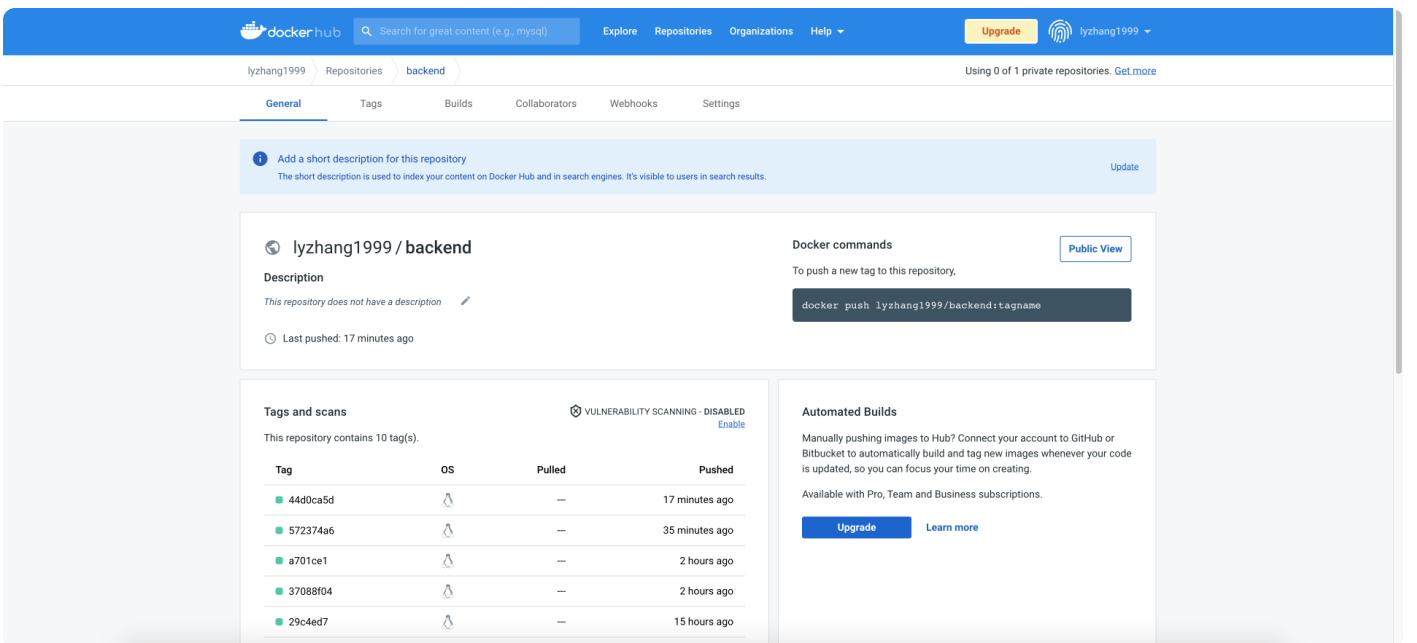 dockerhub
Search for great content (e.g., mysql)
Explore
Repositories
Organizations
Help
Upgrade
lyzhang1999
lyzhang1999
Repositories
backend
Using 0 of 1 private repositories. Get more
General
Tags
Builds
Collaborators
Webhooks
Settings
Add a short description for this repository
The short description is used to index your content on Docker Hub and in search engines. It's visible to users in search results.
Update
lyzhang1999 / backend
Description
This repository does not have a description
Last pushed: 17 minutes ago
Docker commands
Public View
To push a new tag to this repository,
docker push lyzhang1999/backend:tagname
Tags and scans
VULNERABILITY SCANNING - DISABLED
Enable
This repository contains 10 tag(s).
Tag OS Pulled Pushed
44d0ca5d --- 17 minutes ago
572374a6 --- 35 minutes ago
a701ce1 --- 2 hours ago
37088f04 --- 2 hours ago
29c4ed7 --- 15 hours ago
Automated Builds
Manually pushing images to Hub? Connect your account to GitHub or
Bitbucket to automatically build and tag new images whenever your code
is updated, so you can focus your time on creating.
Available with Pro, Team and Business subscriptions.
Upgrade
Learn more